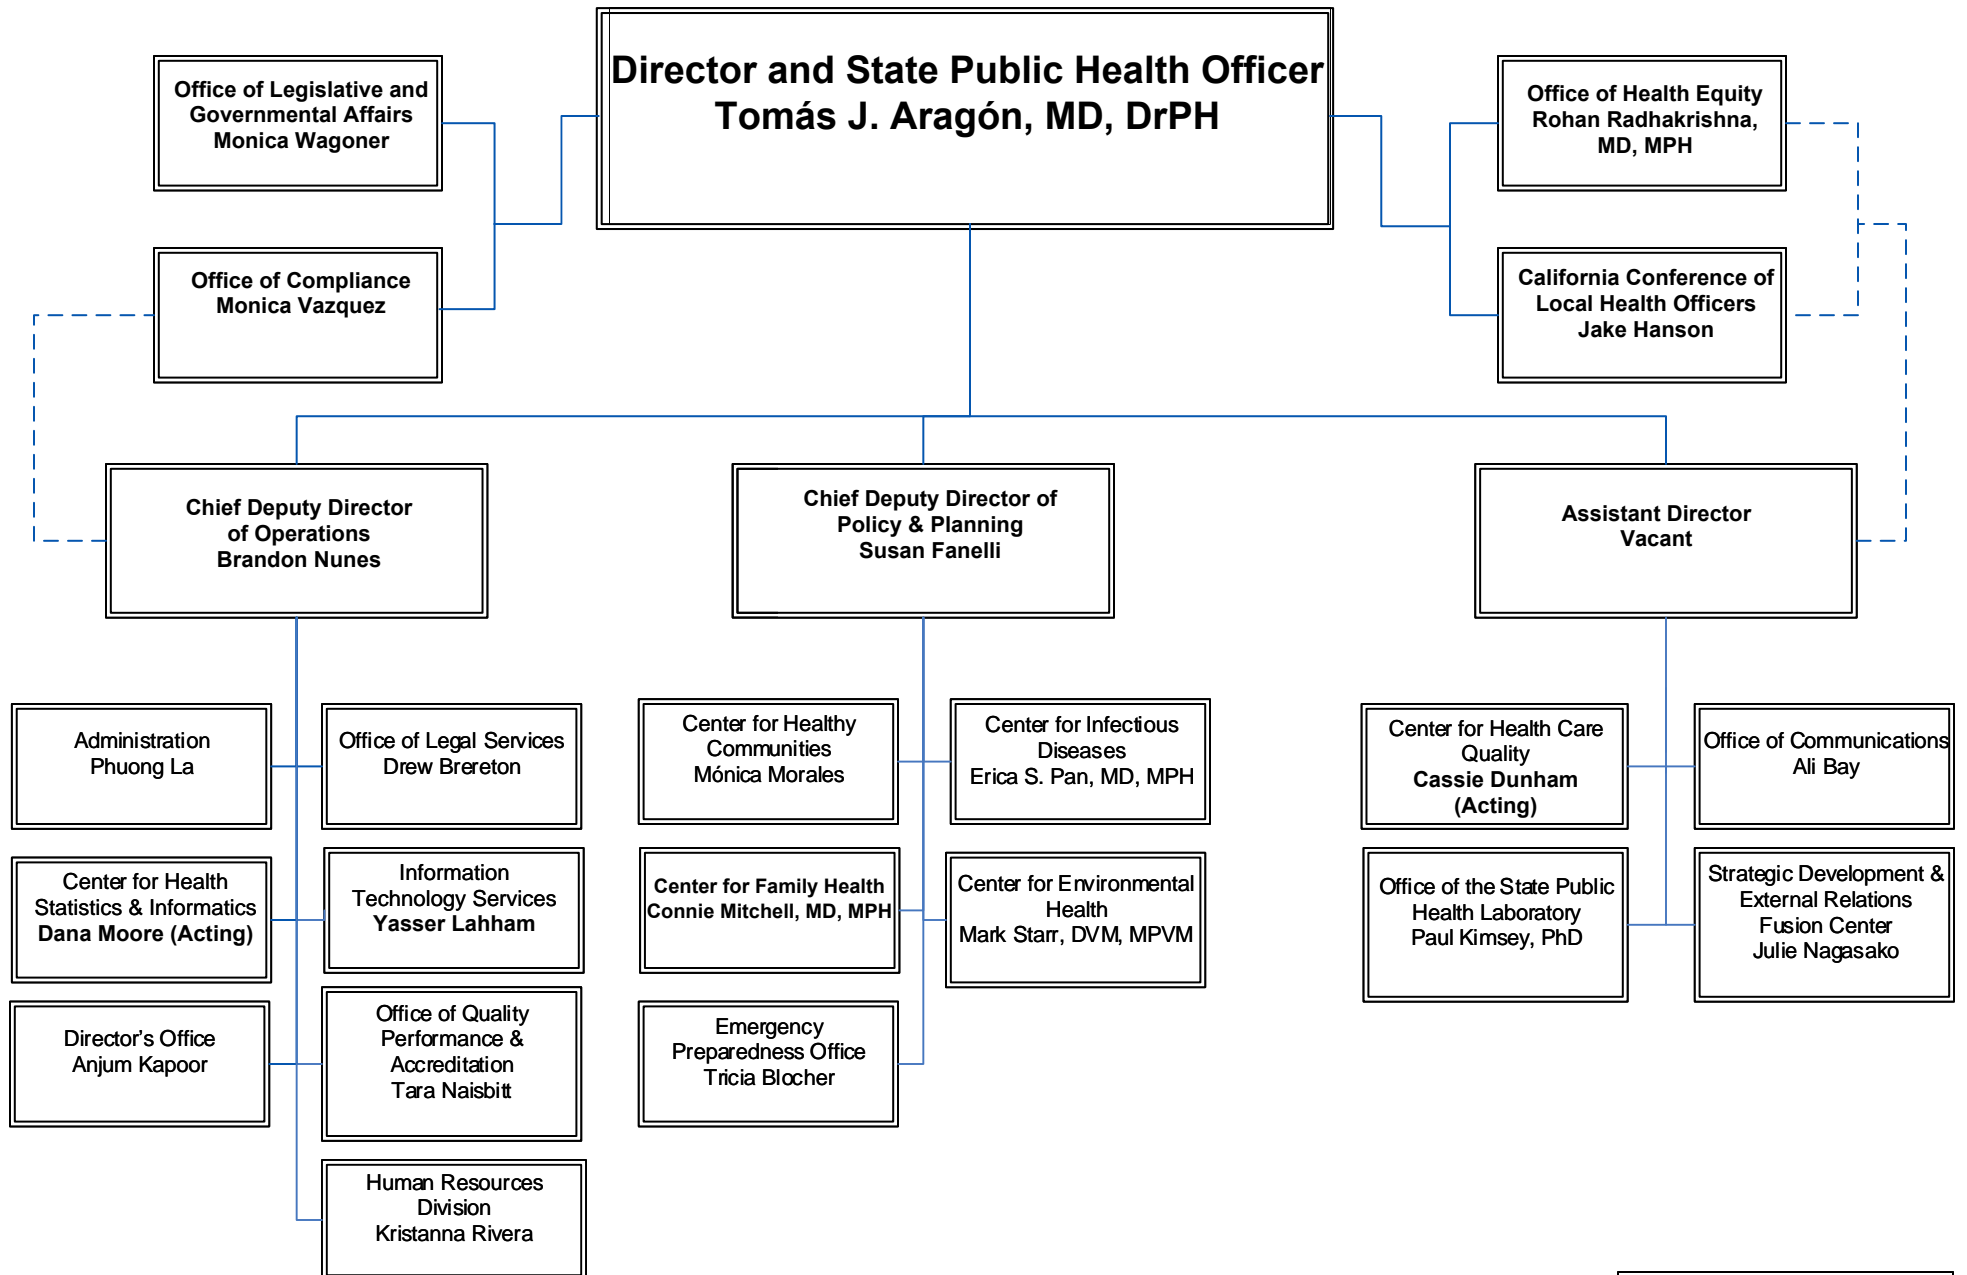 Director and State Public Health Officer
Tomás J. Aragón, MD, DrPH
Office of Legislative and
Governmental Affairs
Monica Wagoner
Office of Health Equity
Rohan Radhakrishna,
MD, MPH
Office of Compliance
Monica Vazquez
California Conference of
Local Health Officers
Jake Hanson
Chief Deputy Director
of Operations
Brandon Nunes
Chief Deputy Director of
Policy & Planning
Susan Fanelli
Assistant Director
Vacant
Administration
Phuong La
Office of Legal Services
Drew Brereton
Center for Health
Statistics & Informatics
Dana Moore (Acting)
Information
Technology Services
Yasser Lahham
Director's Office
Anjum Kapoor
Office of Quality
Performance &
Accreditation
Tara Naisbitt
Human Resources
Division
Kristanna Rivera
Center for Healthy
Communities
Mónica Morales
Center for Infectious
Diseases
Erica S. Pan, MD, MPH
Center for Family Health
Connie Mitchell, MD, MPH
Center for Environmental
Health
Mark Starr, DVM, MPVM
Emergency
Preparedness Office
Tricia Blocher
Center for Health Care
Quality
Cassie Dunham
(Acting)
Office of Communications
Ali Bay
Office of the State Public
Health Laboratory
Paul Kimsey, PhD
Strategic Development &
External Relations
Fusion Center
Julie Nagasako